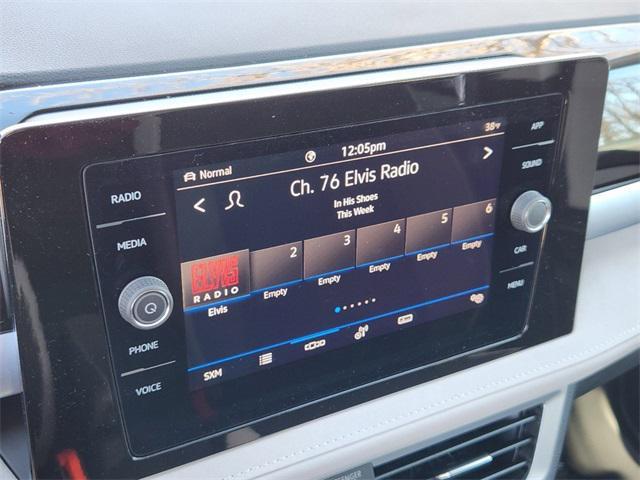 12:05pm
38°F
Normal
Ch. 76 Elvis Radio
In His Shoes
This Week
ELVIS
RADIO
2
3
4
5
6
Elvis
Empty
Empty
Empty
Empty
Empty
SXM
RADIO
MEDIA
PHONE
VOICE
APP
SOUND
CAR
MENU